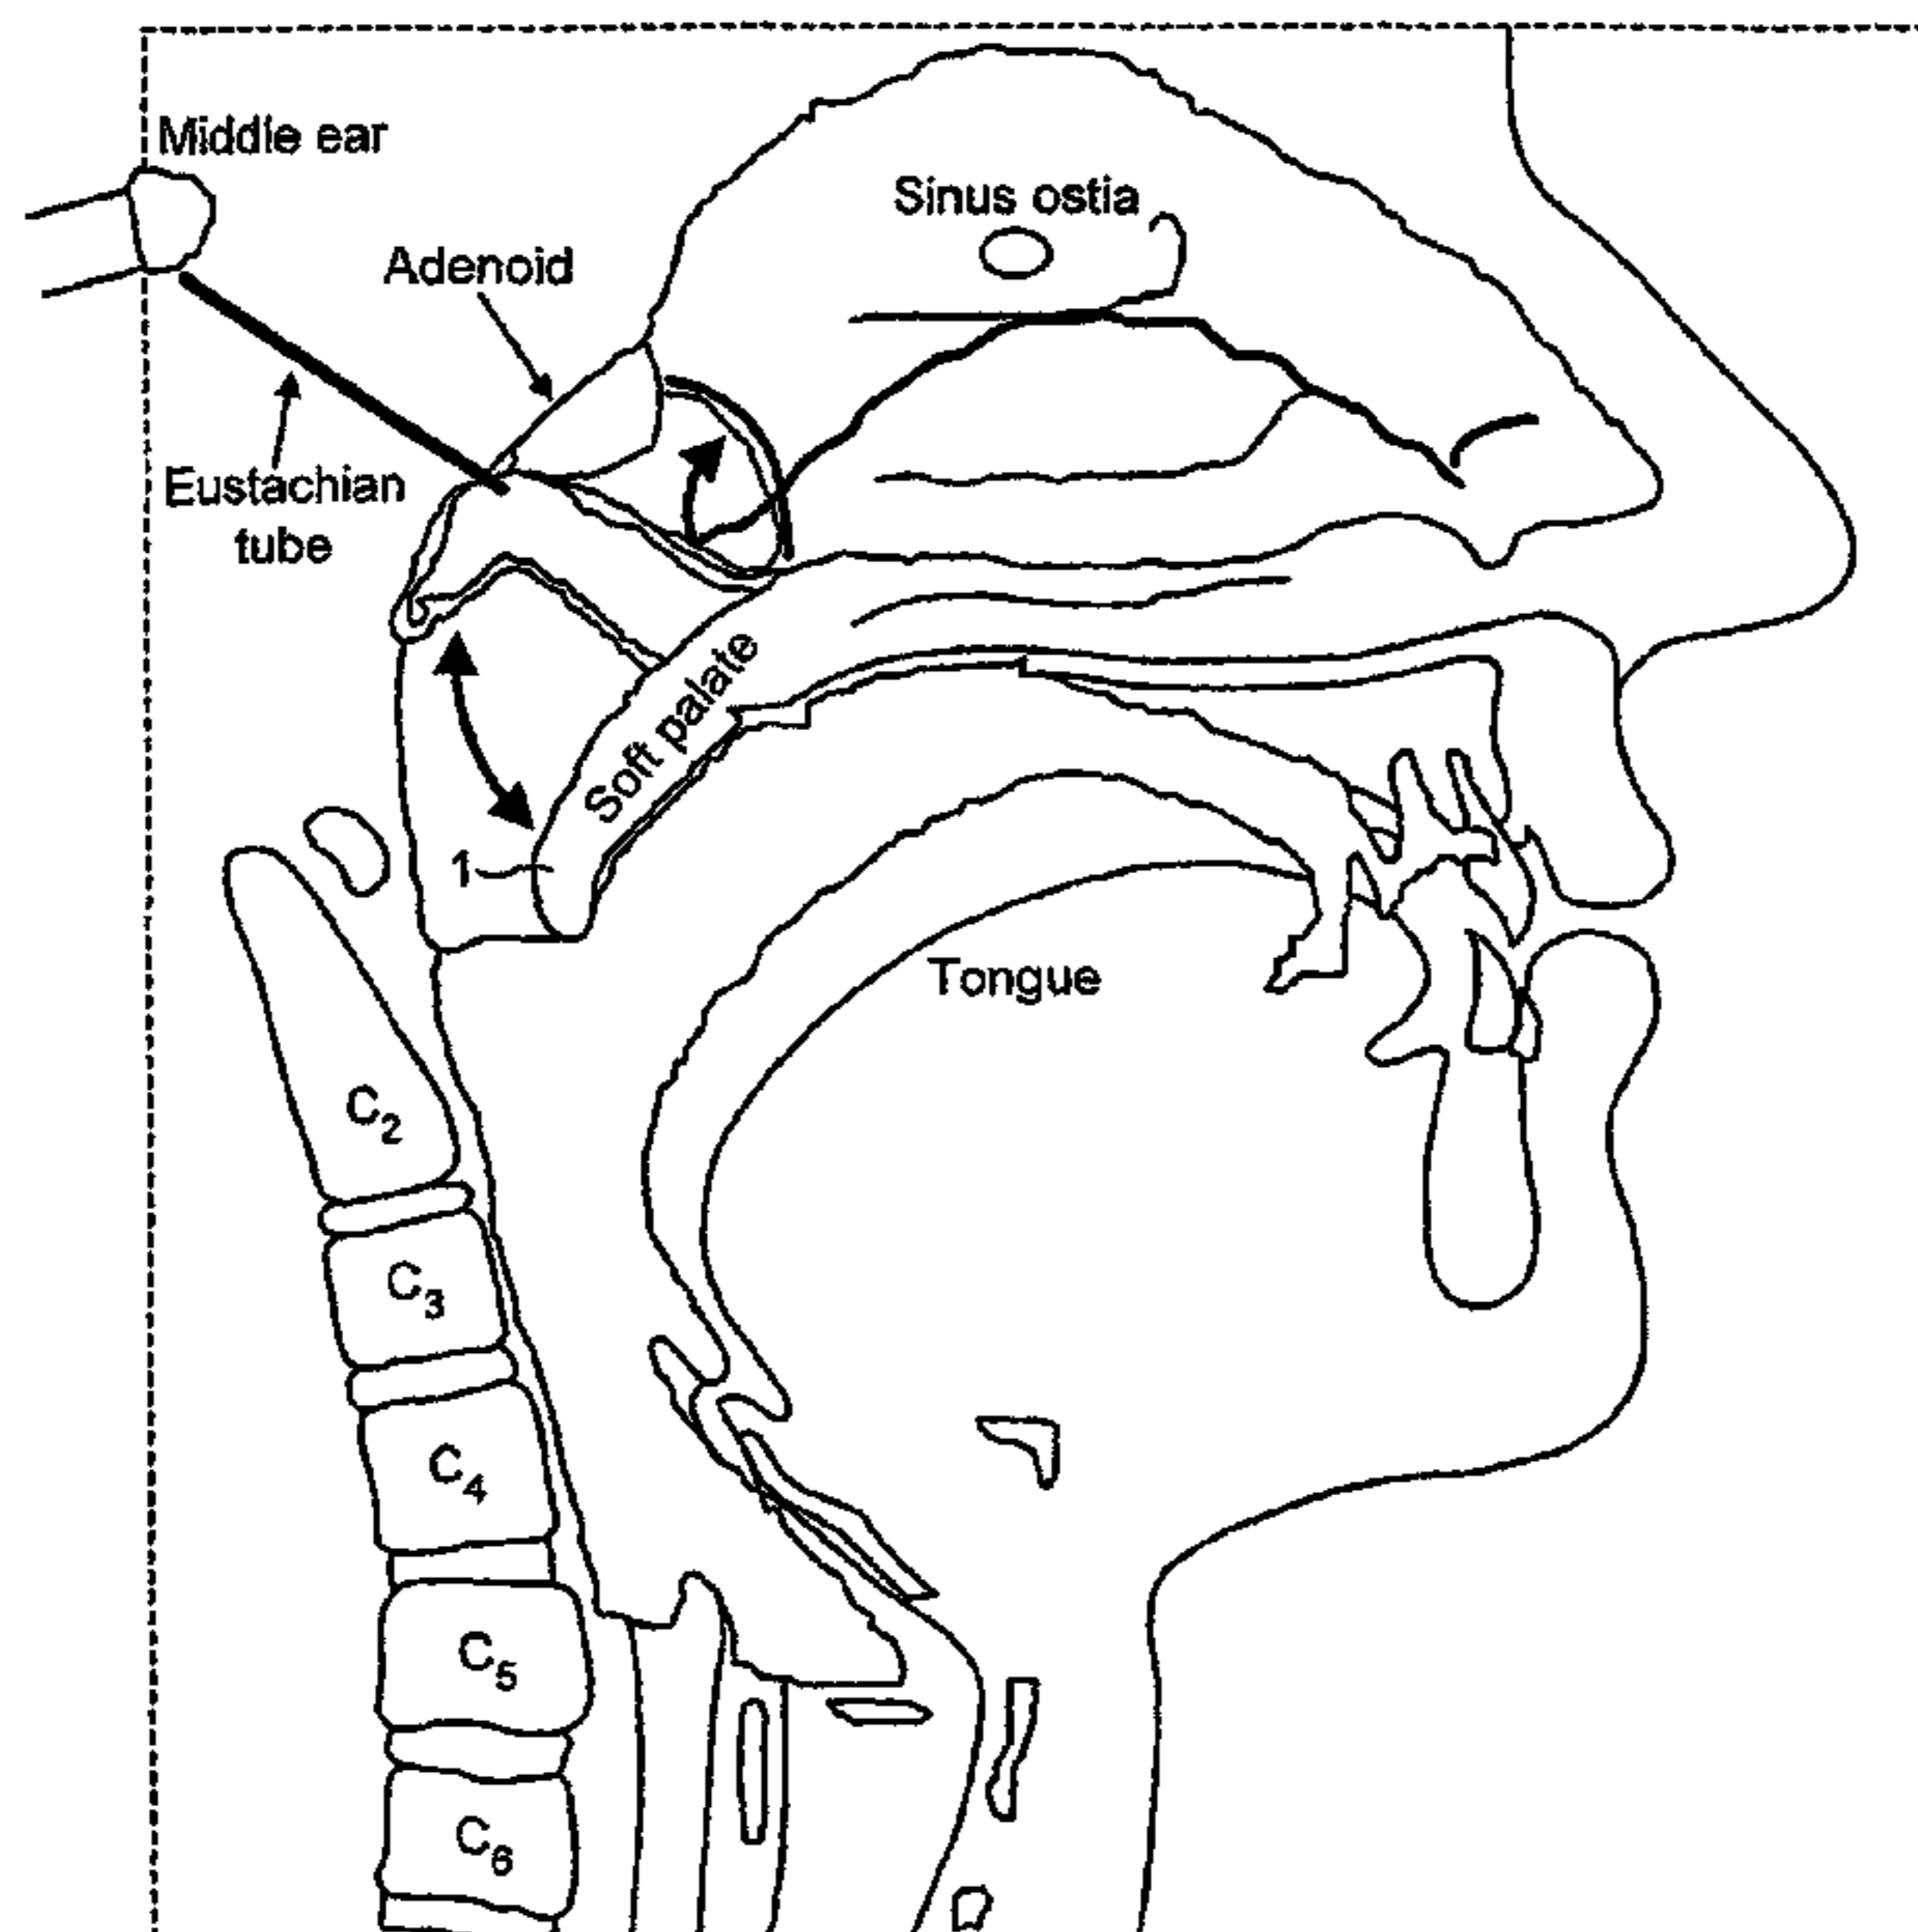 Middle ear
Sinus ostia
Adenoid
Eustachian
tube
Soft palate
1
Tongue
C2
C3
C4
C5
C6